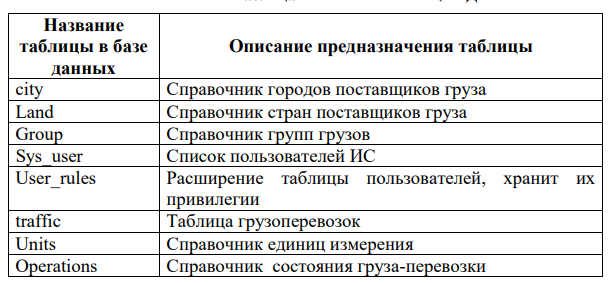 Название
таблицы в базе
данных
Описание предназначения таблицы
city
Справочник городов поставщиков груза
Land
Справочник стран поставщиков груза
Group
Справочник групп грузов
Sys_user
Список пользователей ИС
User_rules
Расширение таблицы пользователей, хранит их
привилегии
traffic
Таблица грузоперевозок
Units
Справочник единиц измерения
Operations
Справочник состояния груза-перевозки